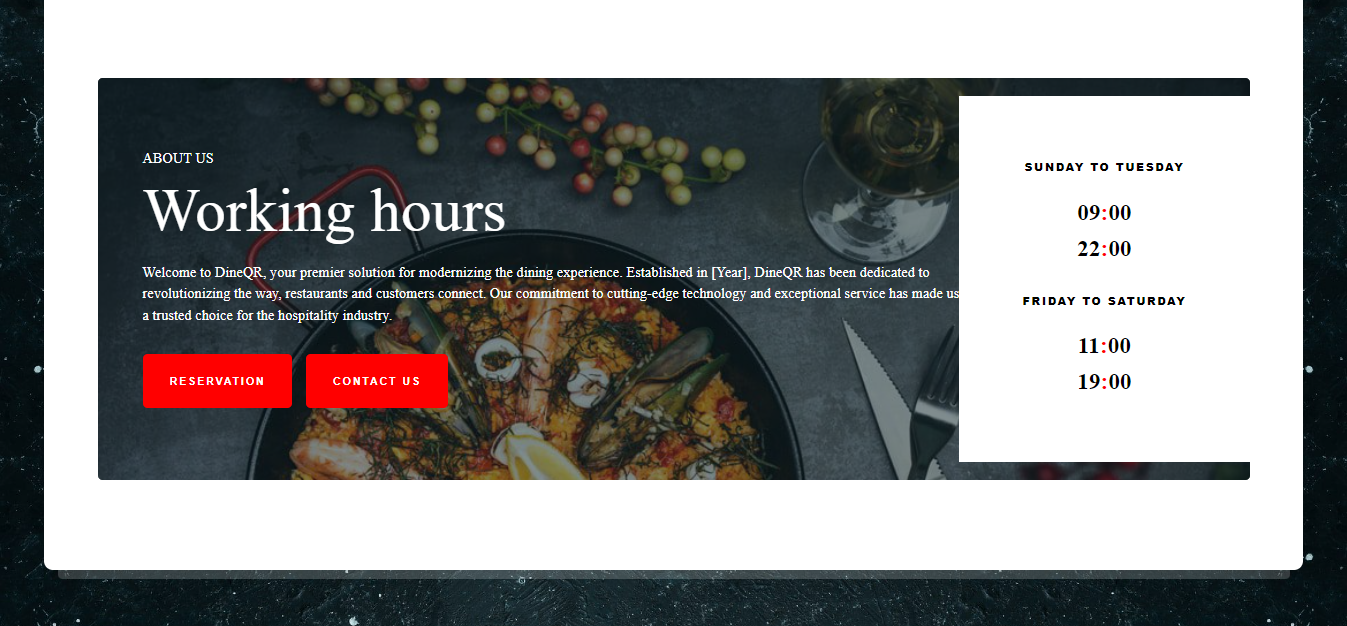 ABOUT US
Working hours
Welcome to DineQR, your premier solution for modernizing the dining experience. Established in [Year], DineQR has been dedicated to
revolutionizing the way, restaurants and customers connect. Our commitment to cutting-edge technology and exceptional service has made us
a trusted choice for the hospitality industry.
RESERVATION
CONTACT US
SUNDAY TO TUESDAY
09:00
22:00
FRIDAY TO SATURDAY
11:00
19:00